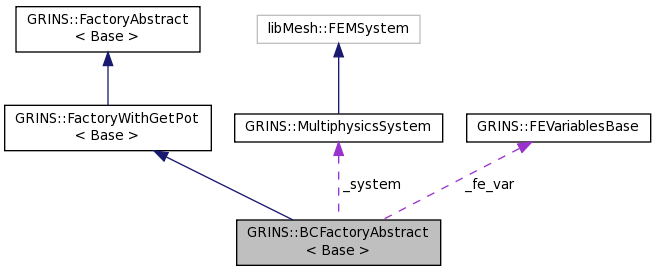 GRINS::FactoryAbstract
< Base >
libMesh::FEMSystem
GRINS::FactoryWithGetPot
< Base >
GRINS::MultiphysicsSystem
GRINS::FEVariablesBase
_system
_fe_var
GRINS::BCFactoryAbstract
< Base >